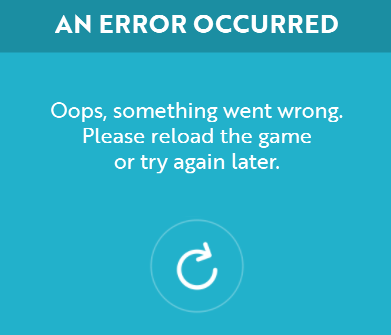 AN ERROR OCCURRED
Oops, something went wrong.
Please reload the game
or try again later.